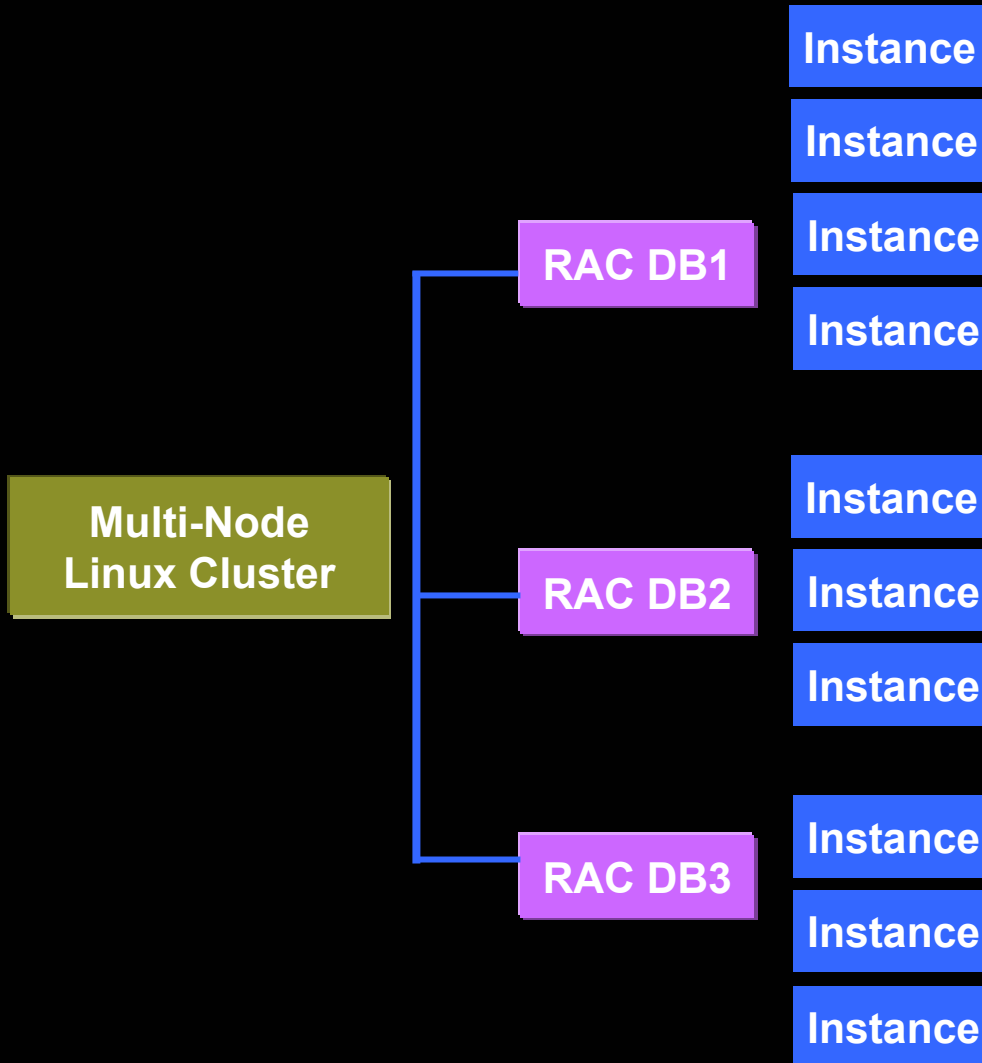 Multi-Node
Linux Cluster
RAC DB1
Instance
Instance
Instance
Instance
RAC DB2
Instance
Instance
Instance
RAC DB3
Instance
Instance
Instance